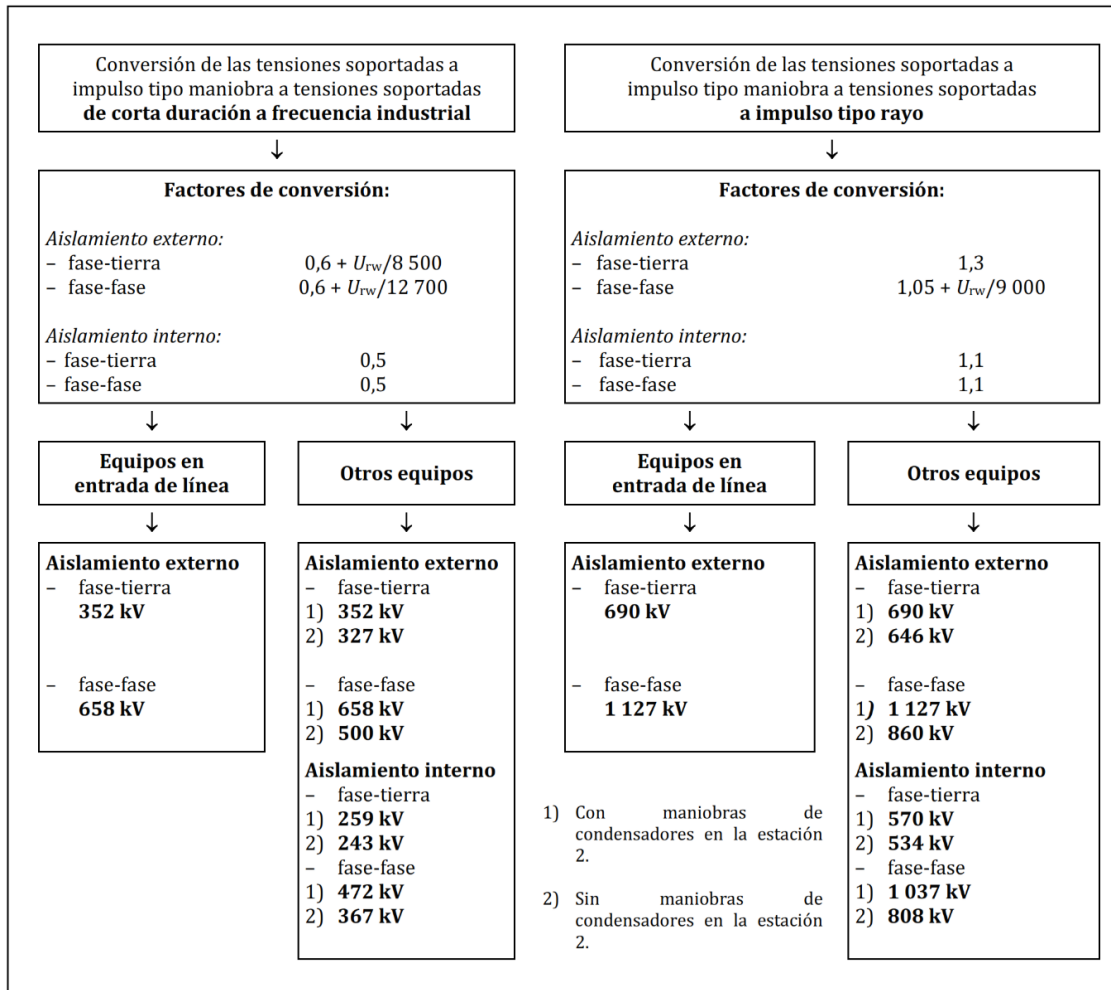 Conversión de las tensiones soportadas a
impulso tipo maniobra a tensiones soportadas
de corta duración a frecuencia industrial
Factores de conversión:
Aislamiento externo:
– fase-tierra 0,6 + Urw/8 500
– fase-fase 0,6 + Urw/12 700
Aislamiento interno:
– fase-tierra 0,5
– fase-fase 0,5
Equipos en
entrada de línea
Aislamiento externo
– fase-tierra
352 kV
– fase-fase
658 kV
Otros equipos
Aislamiento externo
– fase-tierra
1) 352 kV
2) 327 kV
– fase-fase
1) 658 kV
2) 500 kV
Aislamiento interno
– fase-tierra
1) 259 kV
2) 243 kV
– fase-fase
1) 472 kV
2) 367 kV
Conversión de las tensiones soportadas a
impulso tipo maniobra a tensiones soportadas
a impulso tipo rayo
Factores de conversión:
Aislamiento externo:
– fase-tierra 1,3
– fase-fase 1,05 + Urw/9 000
Aislamiento interno:
– fase-tierra 1,1
– fase-fase 1,1
Equipos en
entrada de línea
Aislamiento externo
– fase-tierra
690 kV
– fase-fase
1 127 kV
Otros equipos
Aislamiento externo
– fase-tierra
1) 690 kV
2) 646 kV
– fase-fase
1) 1 127 kV
2) 860 kV
Aislamiento interno
– fase-tierra
1) 570 kV
2) 534 kV
– fase-fase
1) 1 037 kV
2) 808 kV
1) Con maniobras de
condensadores en la estación
2.
2) Sin maniobras de
condensadores en la estación
2.